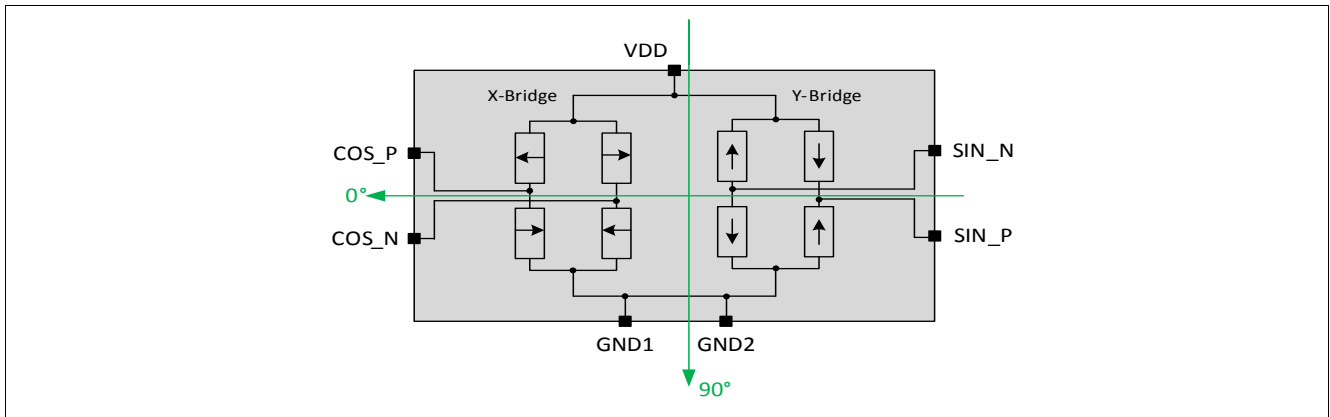 VDD
X-Bridge
Y-Bridge
COS_P
SIN_N
0°
COS_N
SIN_P
GND1
GND2
90°